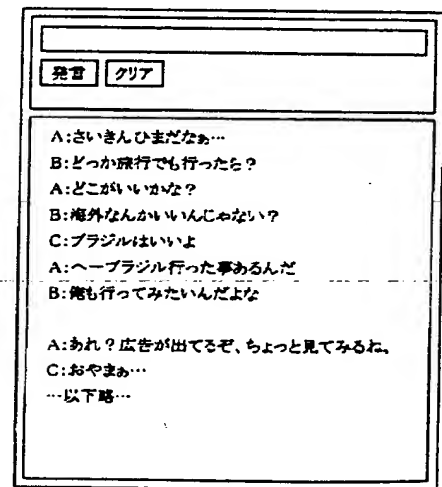 発言 クリア
A:さいきんひまだなぁ…
B:どっか旅行でも行ったら?
A:どこがいいかな?
B:海外なんかいいんじゃない?
C:ブラジルはいいよ
A:へーブラジル行った事あるんだ
B:俺も行ってみたいんだよな
A:あれ?広告が出てるぞ、ちょっと見てみるね。
C:おやまぁ…
…以下略…